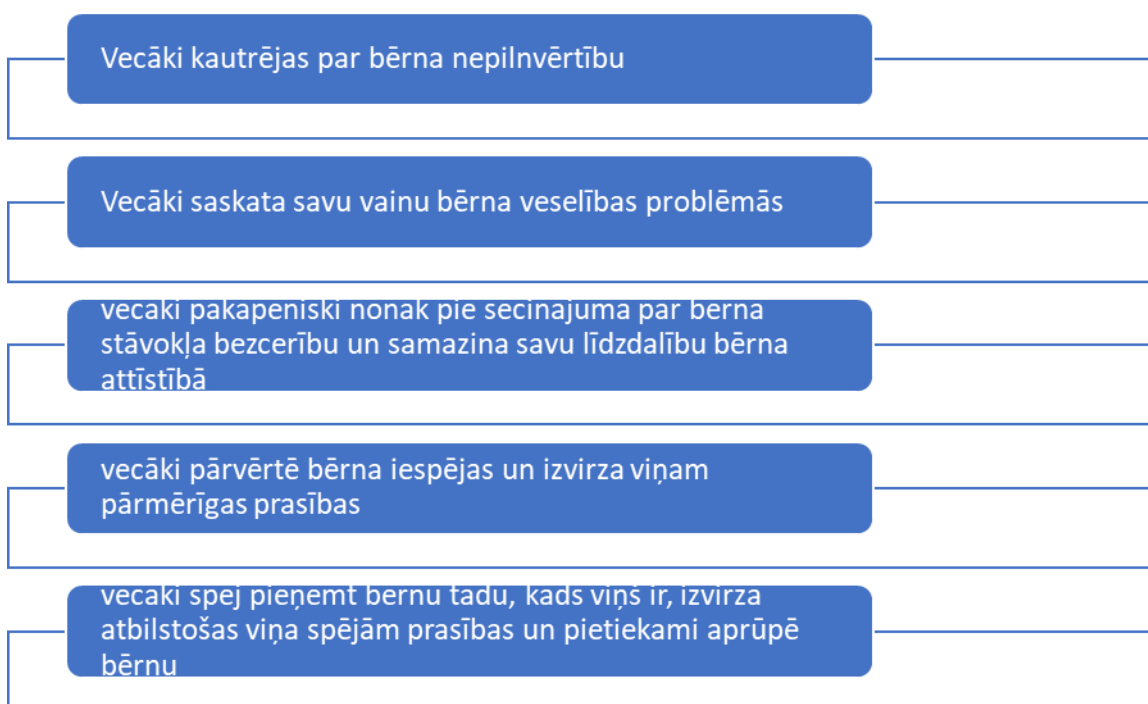 Vecāki kautrējas par bērna nepilnvērtību
Vecāki saskata savu vainu bērna veselības problēmās
vecāki pakāpeniski nonāk pie secinājuma par bērna
stāvokļa bezcerību un samazina savu līdzdalību bērna
attīstībā
vecāki pārvērtē bērna iespējas un izvirza viņam
pārmērīgas prasības
vecāki spēj pieņemt bērnu tādu, kāds viņš ir, izvirza
atbilstošas viņa spējām prasības un pietiekami aprūpē
bērnu